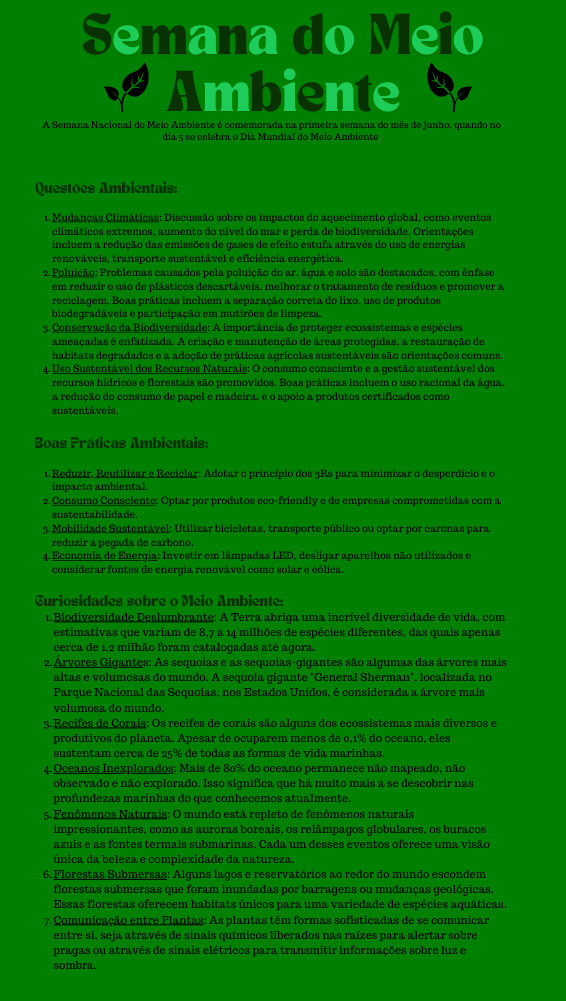 Semana do Meio
Ambiente
A Semana Nacional do Meio Ambiente é comemorada na primeira semana do mês de junho, quando no
dia 5 se celebra o Dia Mundial do Meio Ambiente
Questões Ambientais:
1. Mudanças Climáticas: Discussão sobre os impactos do aquecimento global, como eventos
climáticos extremos, aumento do nível do mar e perda de biodiversidade. Orientações
incluem a redução das emissões de gases de efeito estufa através do uso de energias
renováveis, transporte sustentável e eficiência energética.
2. Poluição: Problemas causados pela poluição do ar, água e solo são destacados, com ênfase
em reduzir o uso de plásticos descartáveis, melhorar o tratamento de resíduos e promover a
reciclagem. Boas práticas incluem a separação correta do lixo, uso de produtos
biodegradáveis e participação em mutirões de limpeza.
3. Conservação da Biodiversidade: A importância de proteger ecossistemas e espécies
ameaçadas é enfatizada. A criação e manutenção de áreas protegidas, a restauração de
habitats degradados e a adoção de práticas agrícolas sustentáveis são orientações comuns.
4. Uso Sustentável dos Recursos Naturais: O consumo consciente e a gestão sustentável dos
recursos hídricos e florestais são promovidos. Boas práticas incluem o uso racional da água,
a redução do consumo de papel e madeira, e o apoio a produtos certificados como
sustentáveis.
Boas Práticas Ambientais:
1. Reduzir, Reutilizar e Reciclar: Adotar o princípio dos 3Rs para minimizar o desperdício e o
impacto ambiental.
2. Consumo Consciente: Optar por produtos eco-friendly e de empresas comprometidas com a
sustentabilidade.
3. Mobilidade Sustentável: Utilizar bicicletas, transporte público ou optar por caronas para
reduzir a pegada de carbono.
4. Economia de Energia: Investir em lâmpadas LED, desligar aparelhos não utilizados e
considerar fontes de energia renovável como solar e eólica.
Curiosidades sobre o Meio Ambiente:
1. Biodiversidade Deslumbrante: A Terra abriga uma incrível diversidade de vida, com
estimativas que variam de 8,7 a 14 milhões de espécies diferentes, das quais apenas
cerca de 1,2 milhão foram catalogadas até agora.
2. Árvores Gigantes: As sequoias e as sequoias-gigantes são algumas das árvores mais
altas e volumosas do mundo. A sequoia gigante "General Sherman", localizada no
Parque Nacional das Sequoias, nos Estados Unidos, é considerada a árvore mais
volumosa do mundo.
3. Recifes de Corais: Os recifes de corais são alguns dos ecossistemas mais diversos e
produtivos do planeta. Apesar de ocuparem menos de 0,1% do oceano, eles
sustentam cerca de 25% de todas as formas de vida marinhas.
4. Oceanos Inexplorados: Mais de 80% do oceano permanece não mapeado, não
observado e não explorado. Isso significa que há muito mais a se descobrir nas
profundezas marinhas do que conhecemos atualmente.
5. Fenômenos Naturais: O mundo está repleto de fenômenos naturais
impressionantes, como as auroras boreais, os relâmpagos globulares, os buracos
azuis e as fontes termais submarinas. Cada um desses eventos oferece uma visão
única da beleza e complexidade da natureza.
6. Florestas Submersas: Alguns lagos e reservatórios ao redor do mundo escondem
florestas submersas que foram inundadas por barragens ou mudanças geológicas.
Essas florestas oferecem habitats únicos para uma variedade de espécies aquáticas.
7. Comunicação entre Plantas: As plantas têm formas sofisticadas de se comunicar
entre si, seja através de sinais químicos liberados nas raízes para alertar sobre
pragas ou através de sinais elétricos para transmitir informações sobre luz e
sombra.